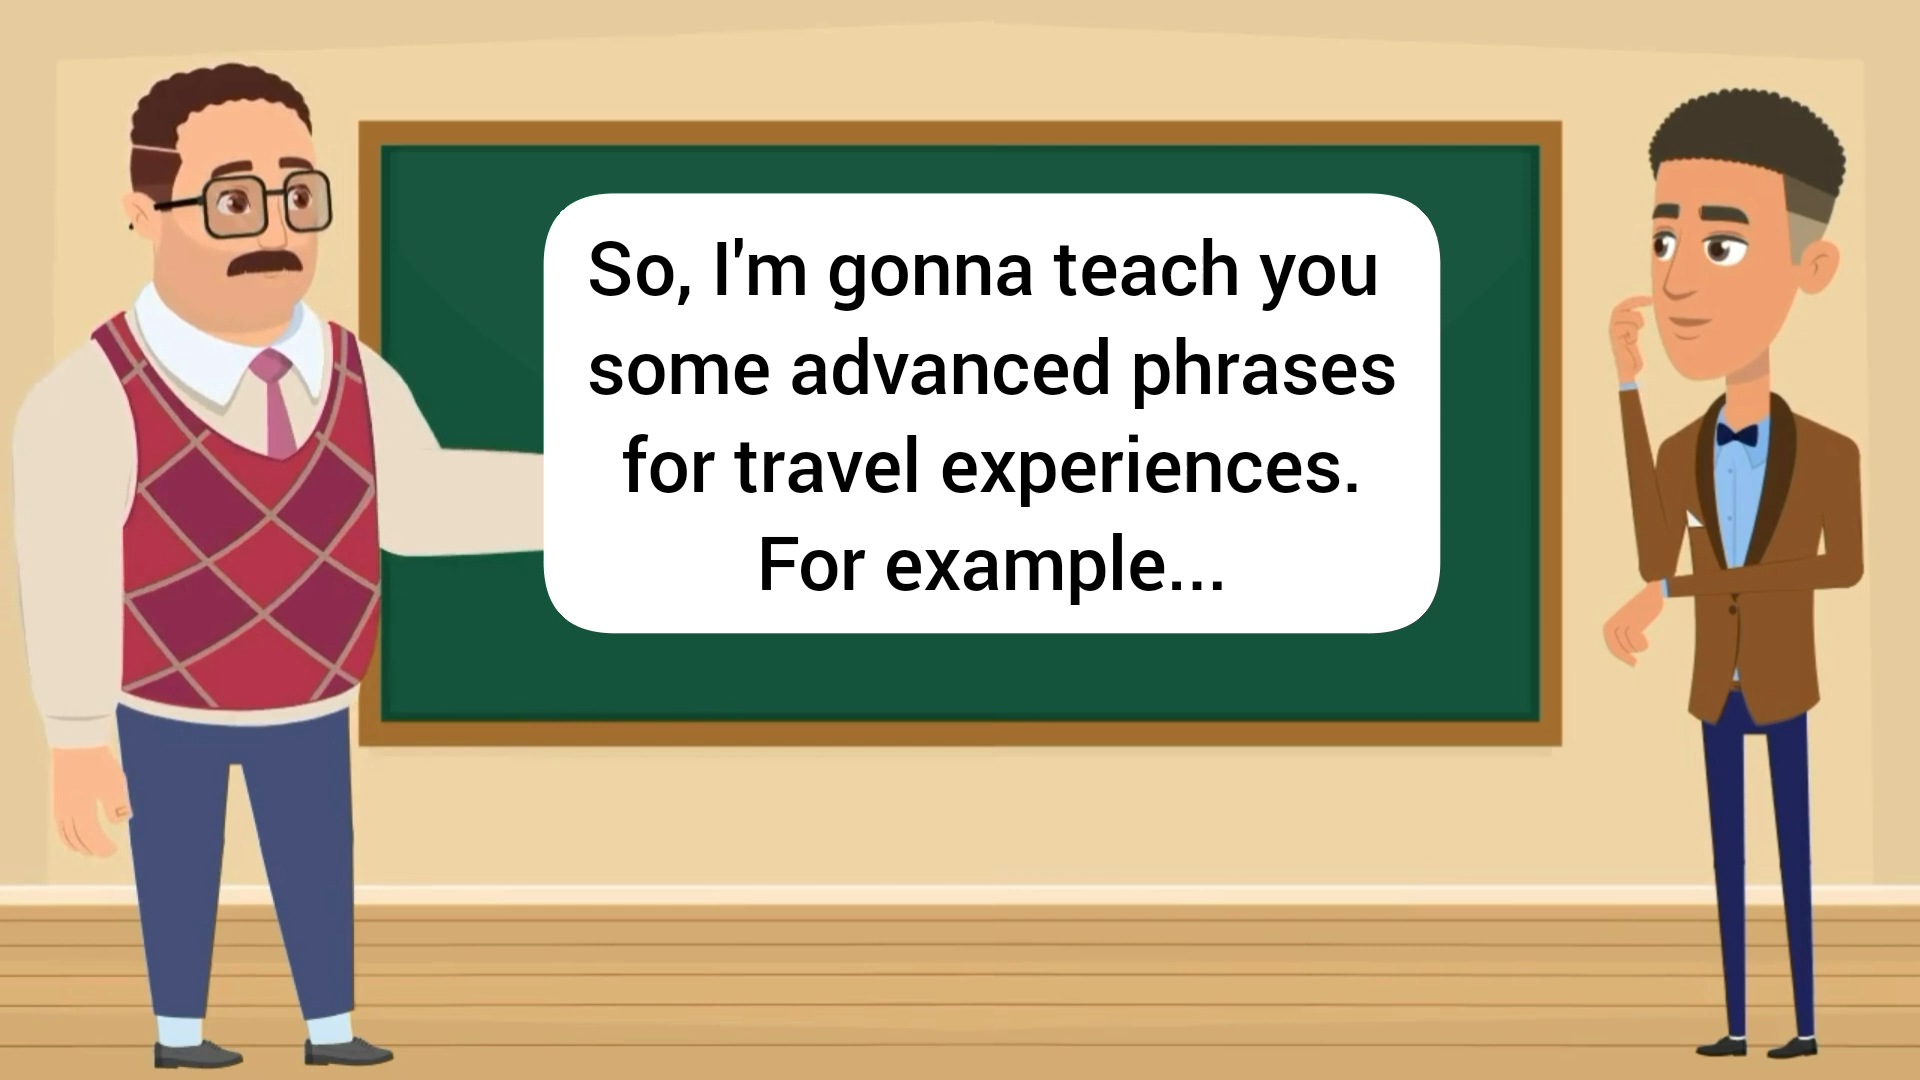 So, I'm gonna teach you
some advanced phrases
for travel experiences.
For example...